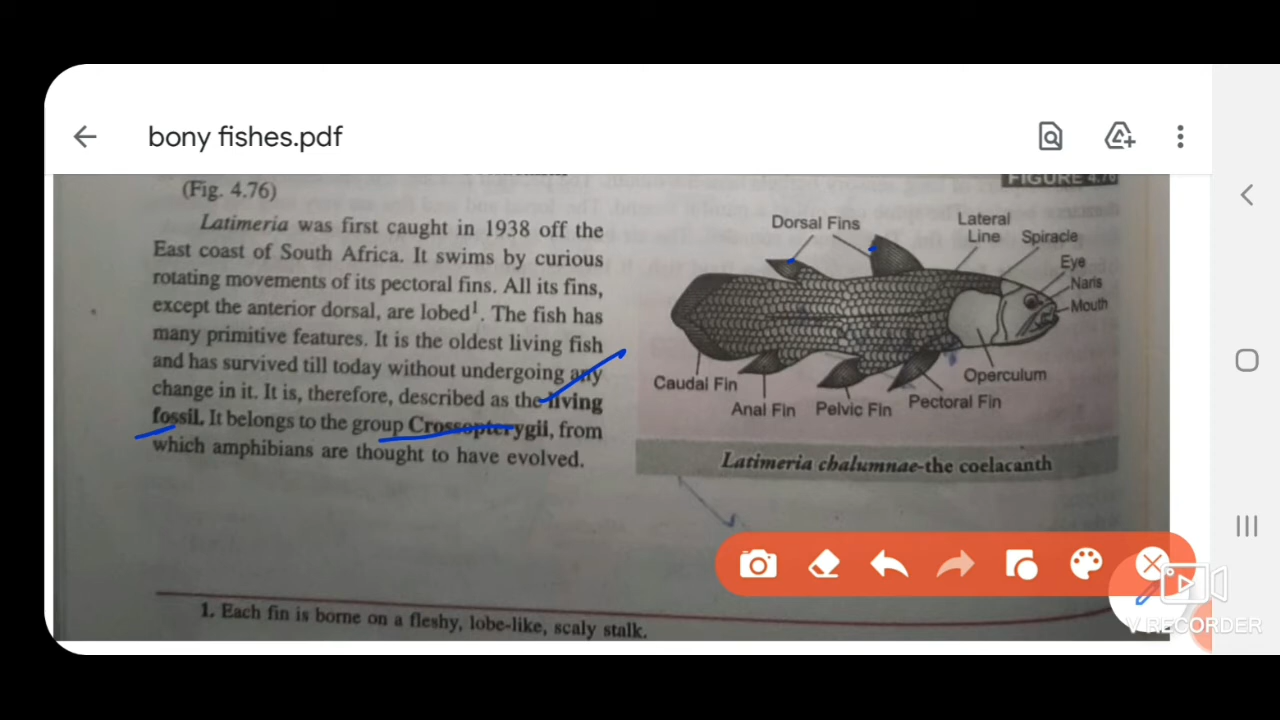 bony fishes.pdf
(Fig. 4.76)
FIGURE 4.76
Latimeria was first caught in 1938 off the
East coast of South Africa. It swims by curious
rotating movements of its pectoral fins. All its fins,
except the anterior dorsal, are lobed1. The fish has
many primitive features. It is the oldest living fish
and has survived till today without undergoing any
change in it. It is, therefore, described as the living
fossil. It belongs to the group Crossopterygii, from
which amphibians are thought to have evolved.
Dorsal Fins
Lateral
Line
Spiracle
Eye
Naris
Mouth
Operculum
Caudal Fin
Anal Fin
Pelvic Fin
Pectoral Fin
Latimeria chalumnae-the coelacanth
1. Each fin is borne on a fleshy, lobe-like, scaly stalk.
V RECORDER